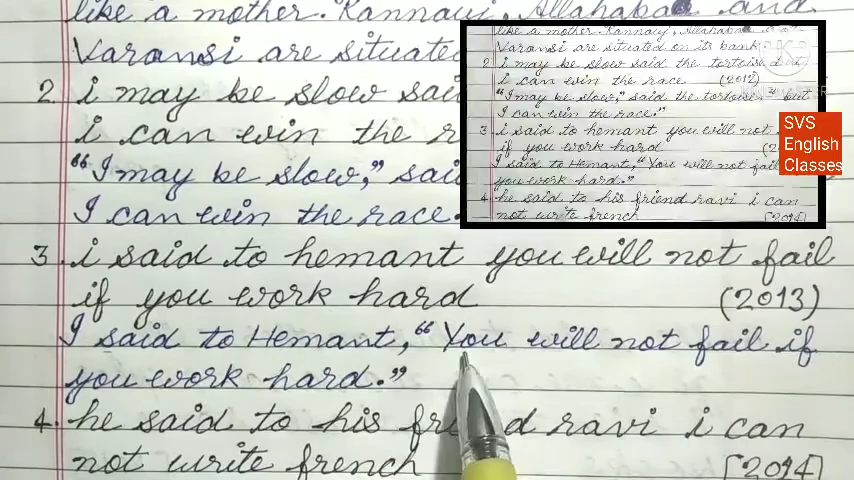 like a mother. Kannauj, Allahabad and
Varansi are situated
2. i may be slow said
i can win the r
"I may be slow," said
I can win the race.
3. i said to hemant you will not fail
if you work hard (2013)
I said to Hemant, "You will not fail if
you work hard."
4. he said to his friend ravi i can
not write french [2014]
like a mother. Kannauj, Allahabad
Varansi are situated on its bank
2. i may be slow said the tortoise but
i can win the race (2012)
"I may be slow," said the tortoise, "but
I can win the race."
3. i said to hemant you will not
if you work hard
I said to Hemant, "You will not fail
you work hard."
4. he said to his friend ravi i can
not write french [2014]
SVS
English
Classes